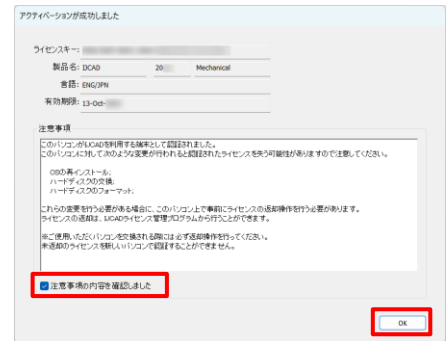 アクティベーションが成功しました
ライセンスキー:
製品名: IJCAD 20 Mechanical
言語: ENG/JPN
有効期限: 13-Oct-
注意事項
このパソコンがIJCADを利用する端末として認証されました。
このパソコンに対して次のような変更が行われると認証されたライセンスを失う可能性がありますので注意してください。
OSの再インストール;
ハードディスクの交換;
ハードディスクのフォーマット;
これらの変更を行う必要がある場合に、このパソコン上で事前にライセンスの返却操作を行う必要があります。
ライセンスの返却は、IJCADライセンス管理プログラムから行うことができます。
※ご使用いただくパソコンを交換される際には必ず返却操作を行ってください。
未返却のライセンスを新しいパソコンで認証することができません。
注意事項の内容を確認しました
OK